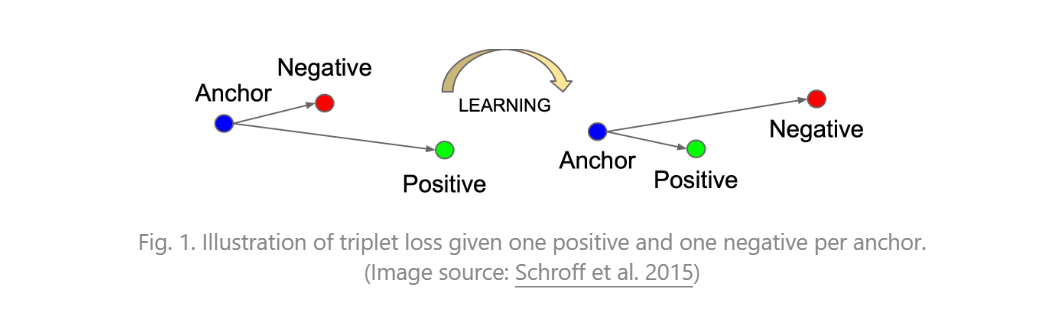 Negative
Anchor
Positive
LEARNING
Anchor
Positive
Negative
Fig. 1. Illustration of triplet loss given one positive and one negative per anchor.
(Image source: Schroff et al. 2015)